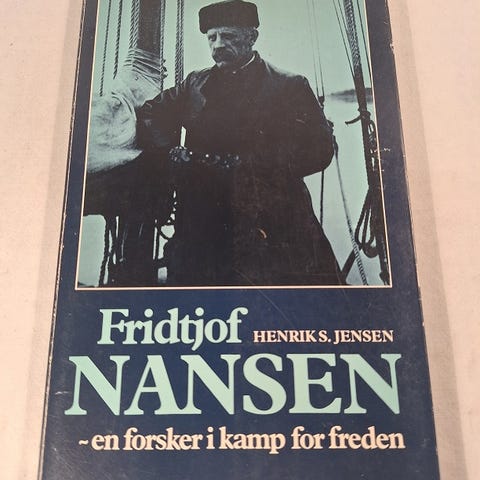 Fridtjof HENRIK S. JENSEN
NANSEN
~en forsker i kamp for freden